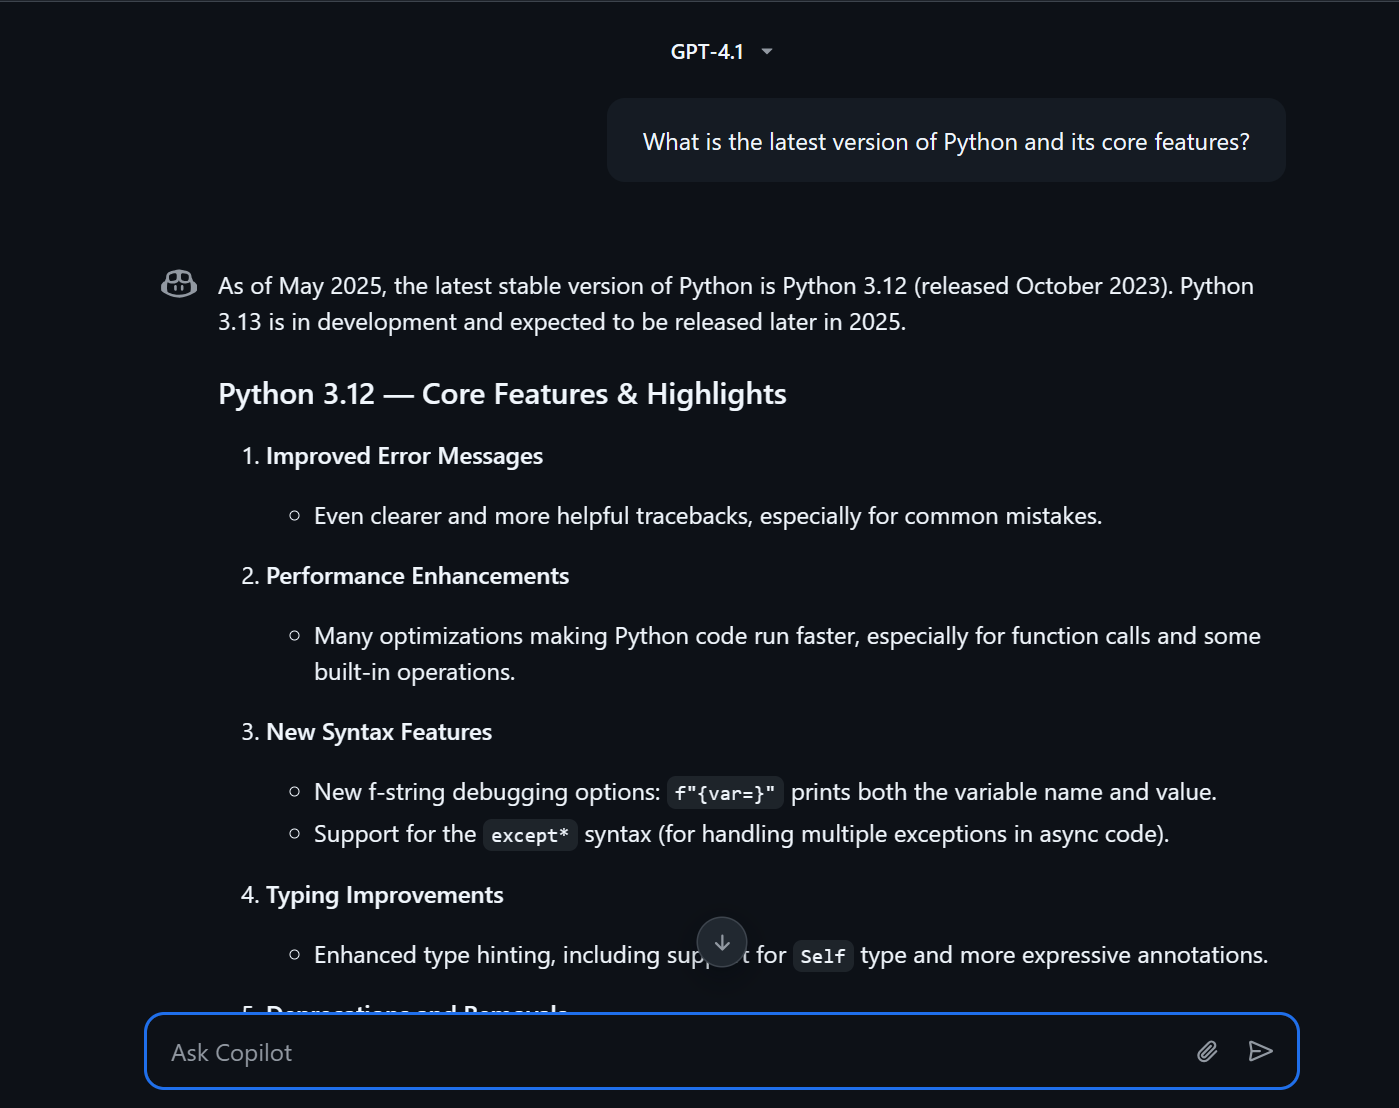 GPT-4.1
What is the latest version of Python and its core features?
As of May 2025, the latest stable version of Python is Python 3.12 (released October 2023). Python
3.13 is in development and expected to be released later in 2025.
Python 3.12 — Core Features & Highlights
1. Improved Error Messages
Even clearer and more helpful tracebacks, especially for common mistakes.
2. Performance Enhancements
Many optimizations making Python code run faster, especially for function calls and some
built-in operations.
3. New Syntax Features
New f-string debugging options: f"{var=}" prints both the variable name and value.
Support for the except* syntax (for handling multiple exceptions in async code).
4. Typing Improvements
Enhanced type hinting, including support for Self type and more expressive annotations.
5. Deprecations and Removals
Ask Copilot